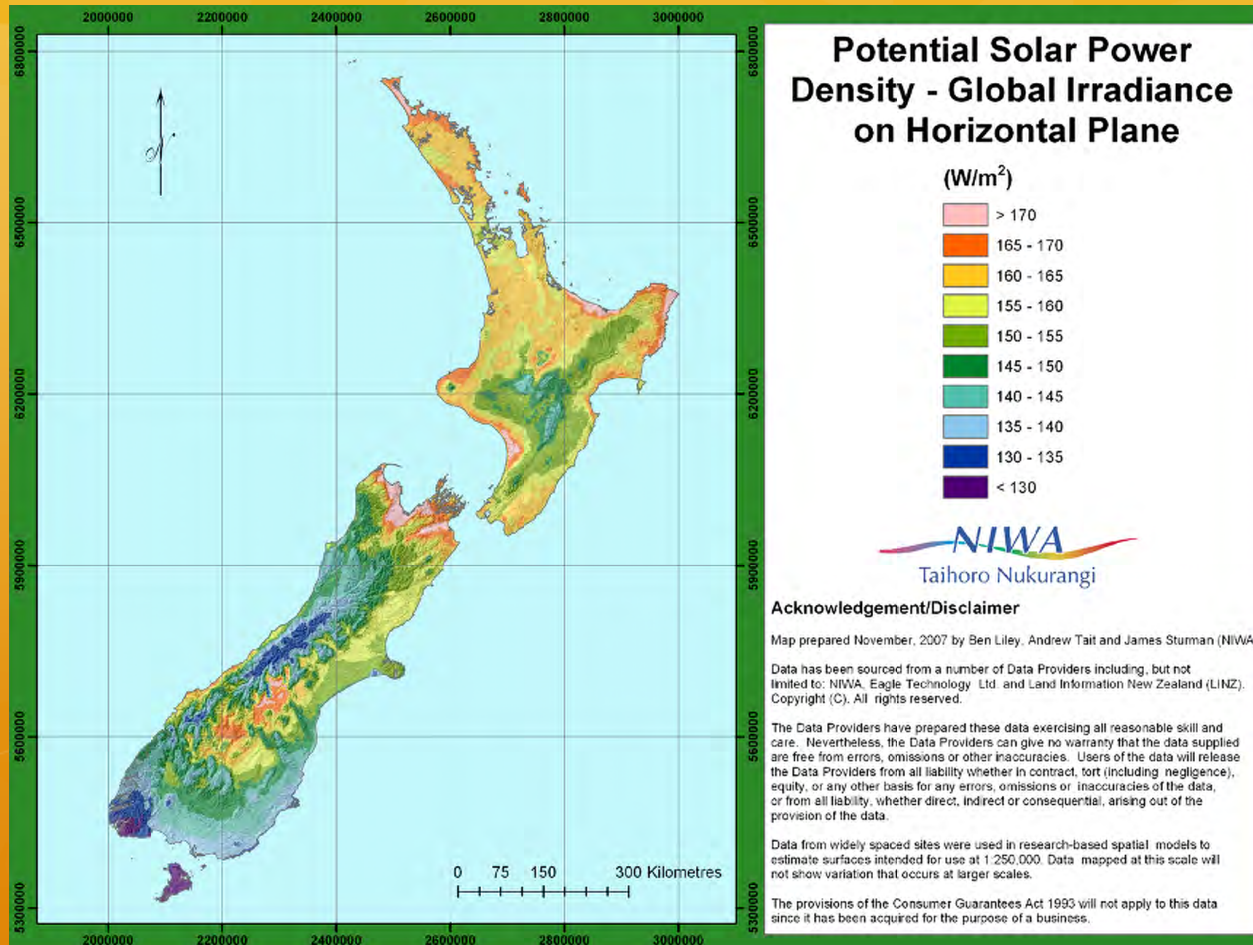 2000000 2200000 2400000 2600000 2800000 3000000
6800000
6500000
6200000
5900000
5600000
5300000
6800000
6500000
6200000
5900000
5600000
5300000
N
0 75 150 300 Kilometres
2000000 2200000 2400000 2600000 2800000 3000000
Potential Solar Power
Density - Global Irradiance
on Horizontal Plane
(W/m²)
> 170
165 - 170
160 - 165
155 - 160
150 - 155
145 - 150
140 - 145
135 - 140
130 - 135
< 130
NIWA
Taihoro Nukurangi
Acknowledgement/Disclaimer
Map prepared November, 2007 by Ben Liley, Andrew Tait and James Sturman (NIWA
Data has been sourced from a number of Data Providers including, but not
limited to: NIWA, Eagle Technology Ltd. and Land Information New Zealand (LINZ).
Copyright (C). All rights reserved.
The Data Providers have prepared these data exercising all reasonable skill and
care. Nevertheless, the Data Providers can give no warranty that the data supplied
are free from errors, omissions or other inaccuracies. Users of the data will release
the Data Providers from all liability whether in contract, tort (including negligence),
equity, or any other basis for any errors, omissions or inaccuracies of the data,
or from all liability, whether direct, indirect or consequential, arising out of the
provision of the data.
Data from widely spaced sites were used in research-based spatial models to
estimate surfaces intended for use at 1:250,000. Data mapped at this scale will
not show variation that occurs at larger scales.
The provisions of the Consumer Guarantees Act 1993 will not apply to this data
since it has been acquired for the purpose of a business.